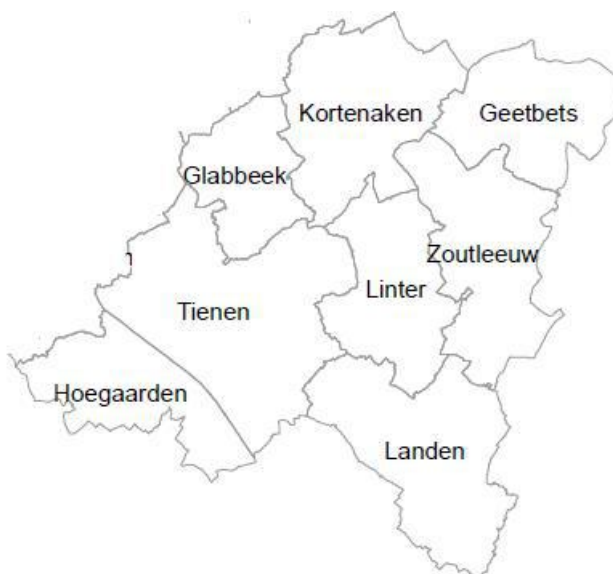 Kortenaken
Geetbets
Glabbeek
Zoutleeuw
Linter
Tienen
Hoegaarden
Landen